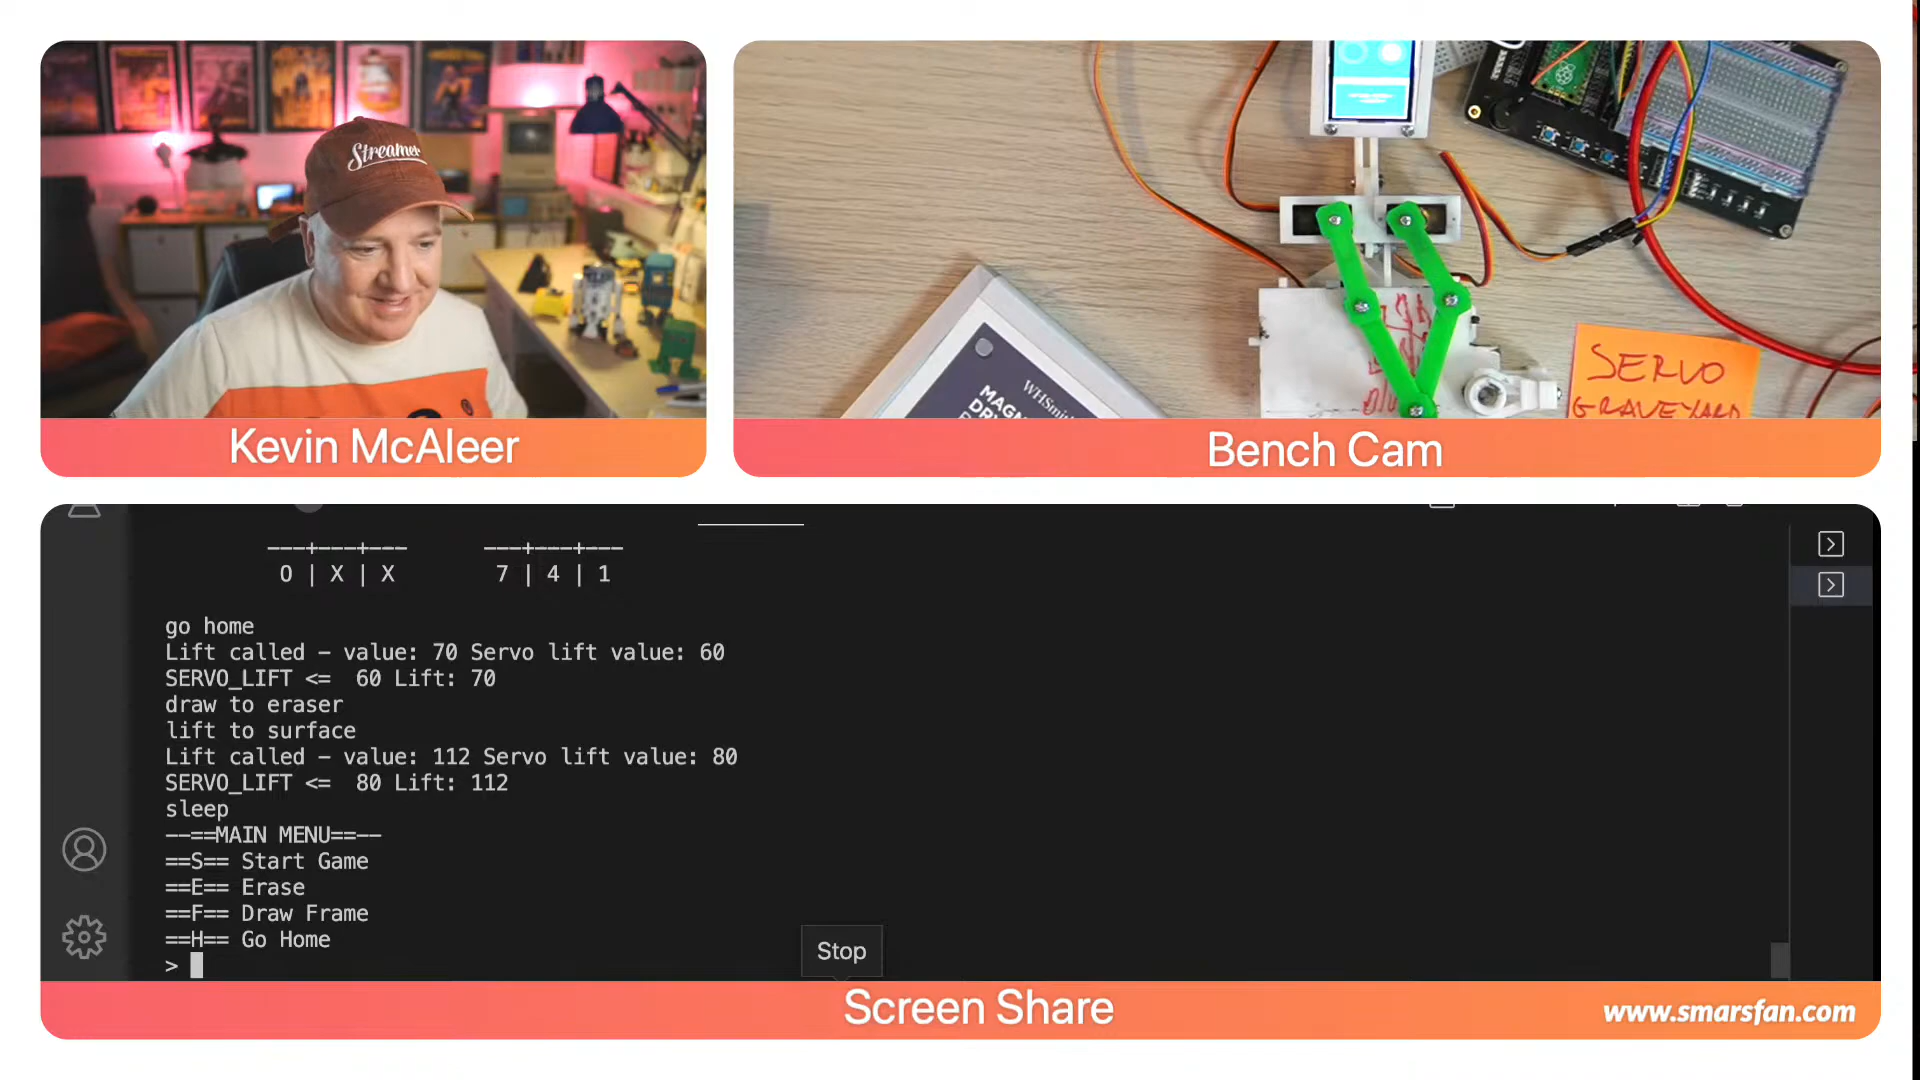 Streamer
WHSmith
MAGN
DRY
SERVO
GRAVEYARD
Kevin McAleer
Bench Cam
---+---+--- ---+---+---
O | X | X 7 | 4 | 1
go home
Lift called - value: 70 Servo lift value: 60
SERVO_LIFT <= 60 Lift: 70
draw to eraser
lift to surface
Lift called - value: 112 Servo lift value: 80
SERVO_LIFT <= 80 Lift: 112
sleep
--==MAIN MENU==--
==S== Start Game
==E== Erase
==F== Draw Frame
==H== Go Home
>
Stop
Screen Share
www.smarsfan.com